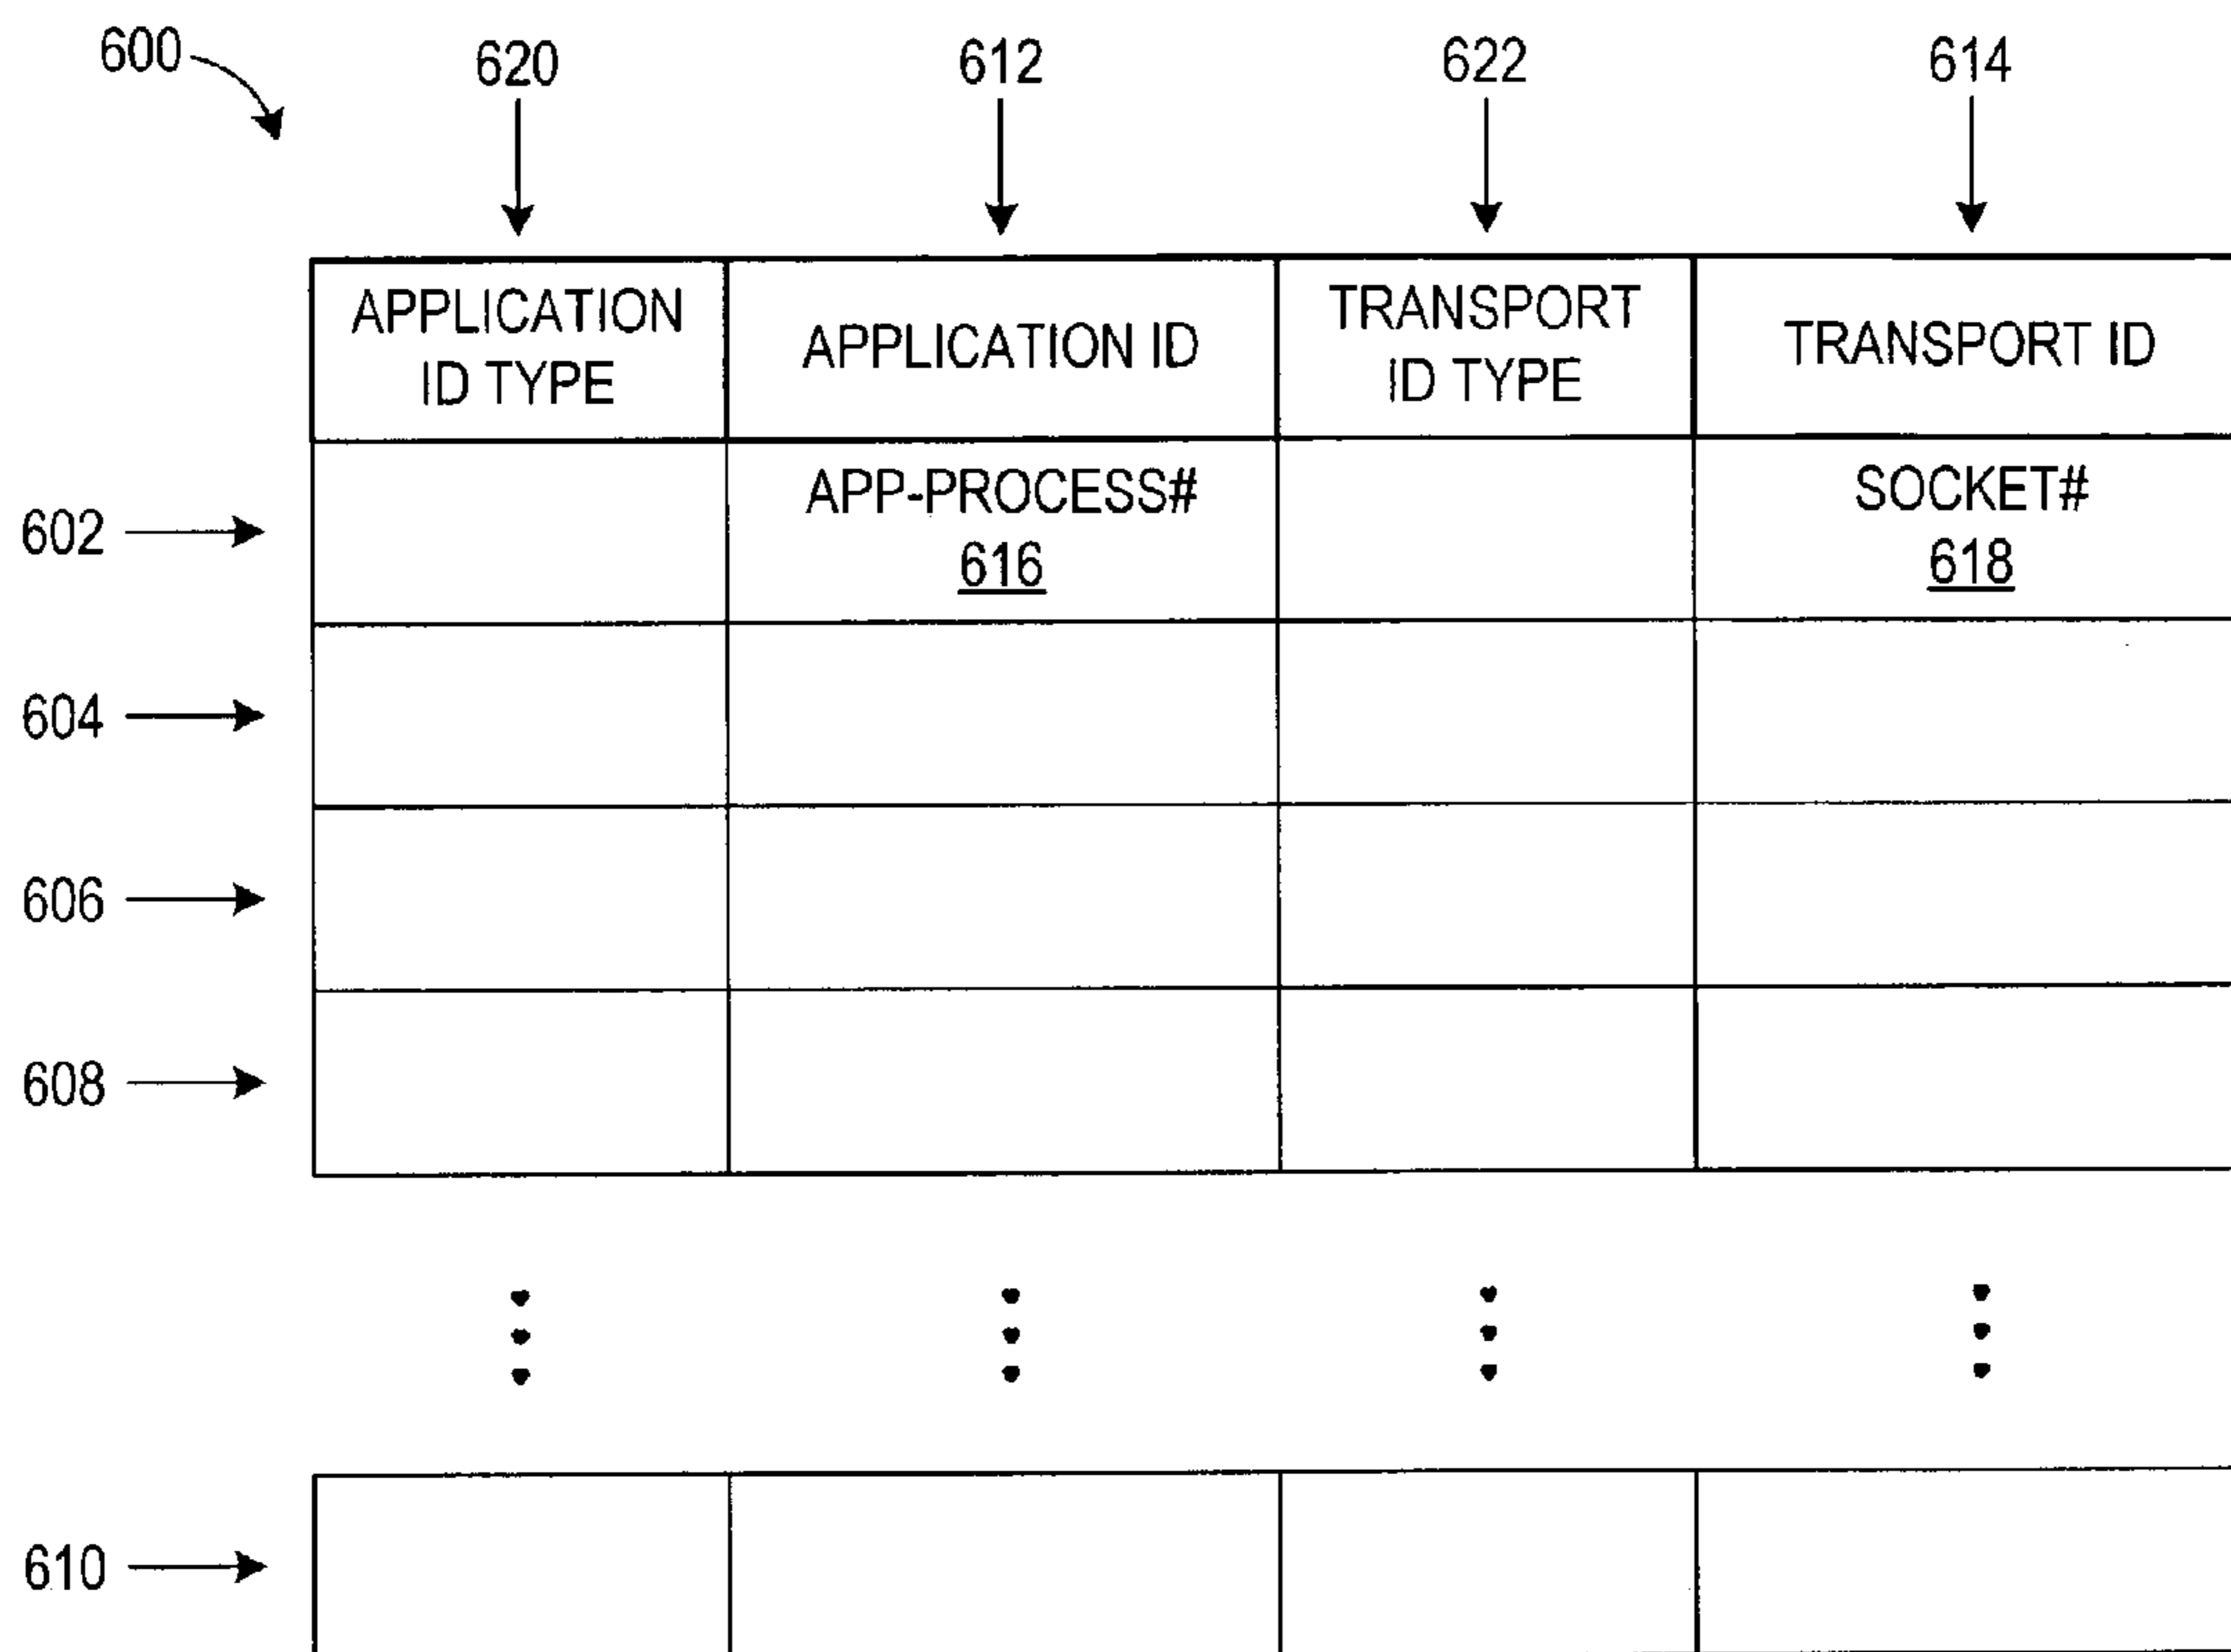 600
620
612
622
614
APPLICATION
ID TYPE
APPLICATION ID
TRANSPORT
ID TYPE
TRANSPORT ID
602
APP-PROCESS#
616
SOCKET#
618
604
606
608
610